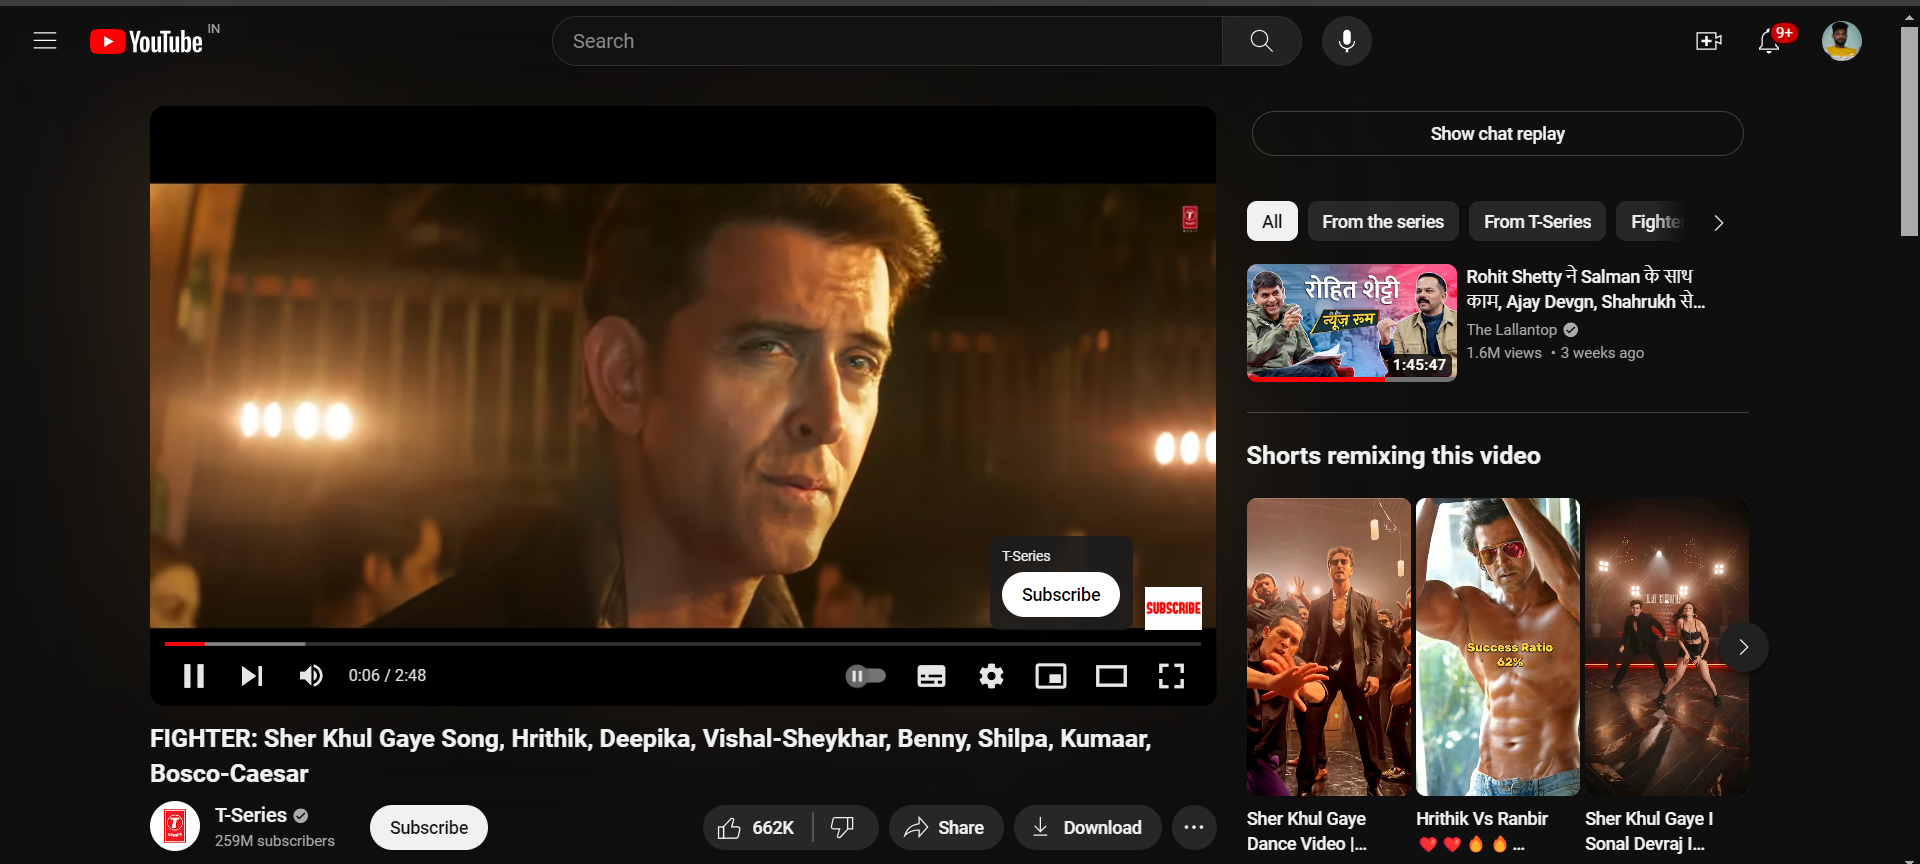 YouTube IN
Search
9+
Show chat replay
All
From the series
From T-Series
Fighter
रोहित शेट्टी
न्यूज़ रूम
1:45:47
Rohit Shetty ने Salman के साथ
काम, Ajay Devgn, Shahrukh से...
The Lallantop
1.6M views • 3 weeks ago
Shorts remixing this video
Success Ratio
62%
Sher Khul Gaye
Dance Video |...
Hrithik Vs Ranbir
❤️❤️🔥🔥...
Sher Khul Gaye I
Sonal Devraj I...
T-Series
Subscribe
SUBSCRIBE
0:06 / 2:48
FIGHTER: Sher Khul Gaye Song, Hrithik, Deepika, Vishal-Sheykhar, Benny, Shilpa, Kumaar,
Bosco-Caesar
T-Series
259M subscribers
Subscribe
662K
Share
Download